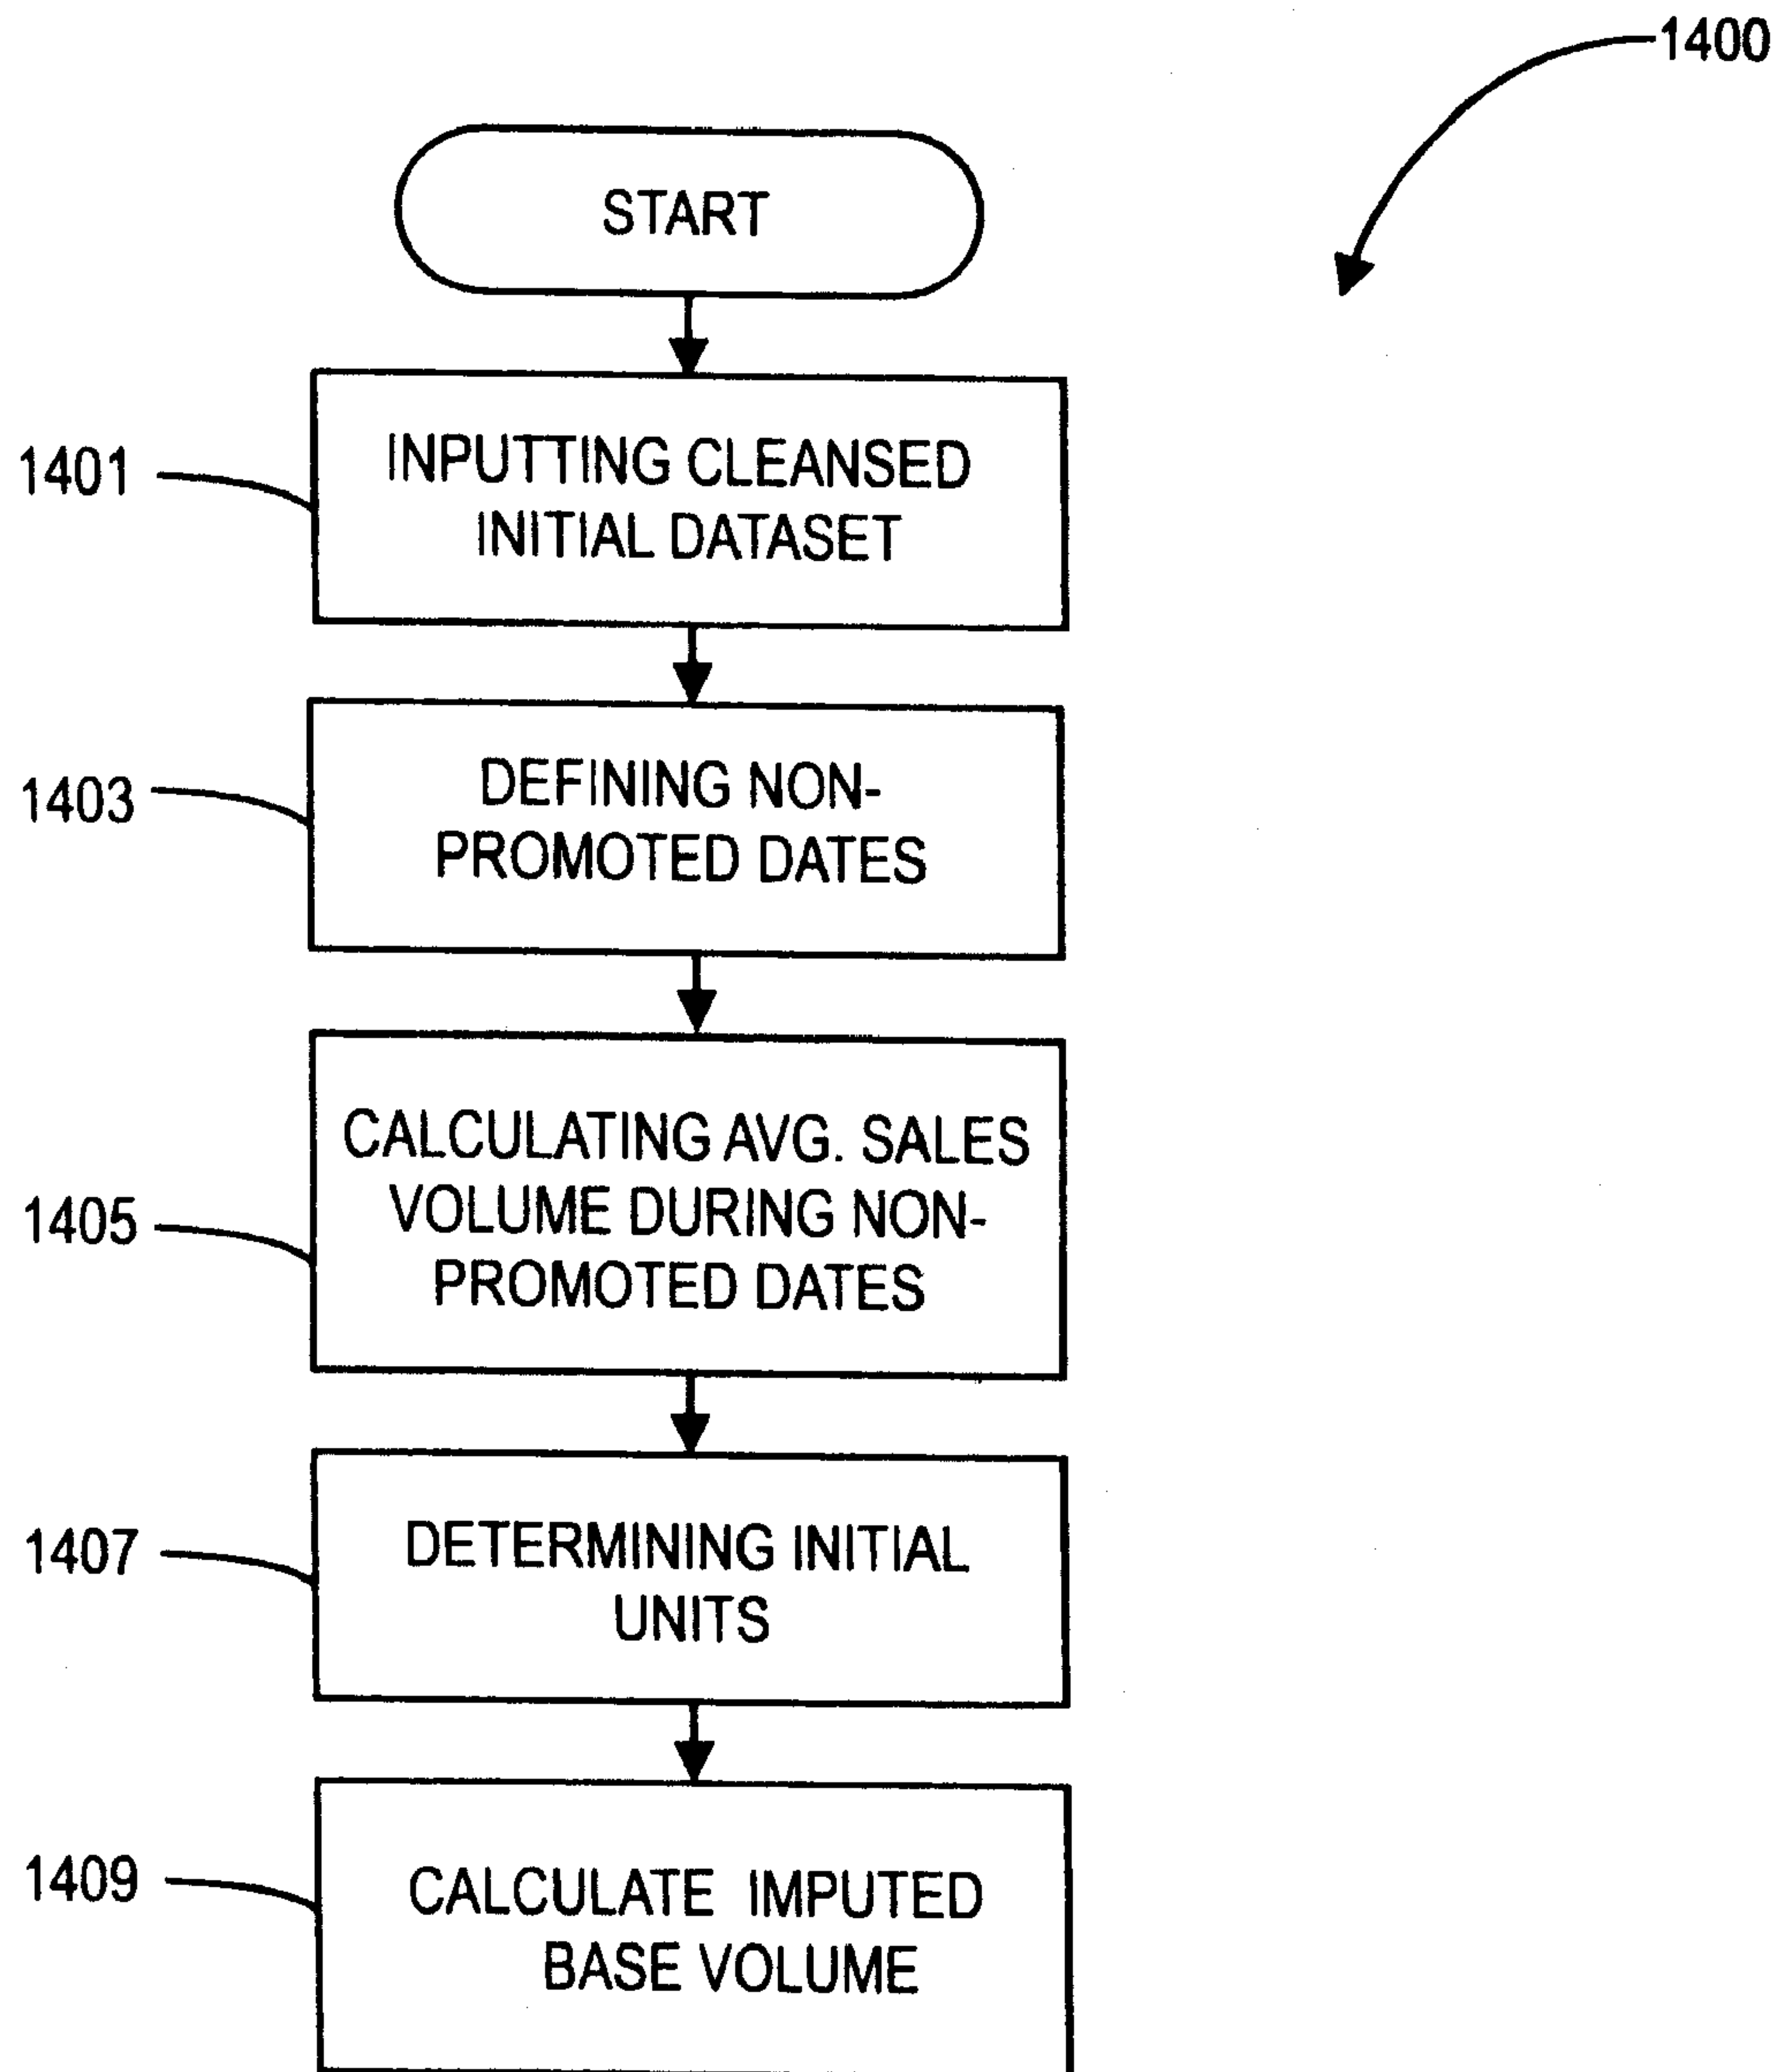 1400
START
1401
INPUTTING CLEANSED
INITIAL DATASET
1403
DEFINING NON-
PROMOTED DATES
1405
CALCULATING AVG. SALES
VOLUME DURING NON-
PROMOTED DATES
1407
DETERMINING INITIAL
UNITS
1409
CALCULATE IMPUTED
BASE VOLUME